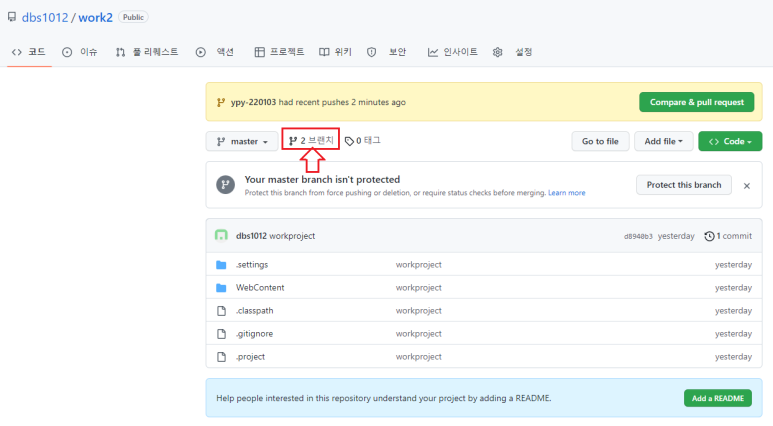 dbs1012 / work2 Public
코드 이슈 풀 리퀘스트 액션 프로젝트 위키 보안 인사이트 설정
ypy-220103 had recent pushes 2 minutes ago Compare & pull request
master 2 브렌치 0 태그 Go to file Add file Code
Your master branch isn't protected
Protect this branch from force pushing or deletion, or require status checks before merging. Learn more
Protect this branch
dbs1012 workproject d8940b3 yesterday 1 commit
.settings workproject yesterday
WebContent workproject yesterday
.classpath workproject yesterday
.gitignore workproject yesterday
.project workproject yesterday
Help people interested in this repository understand your project by adding a README. Add a README